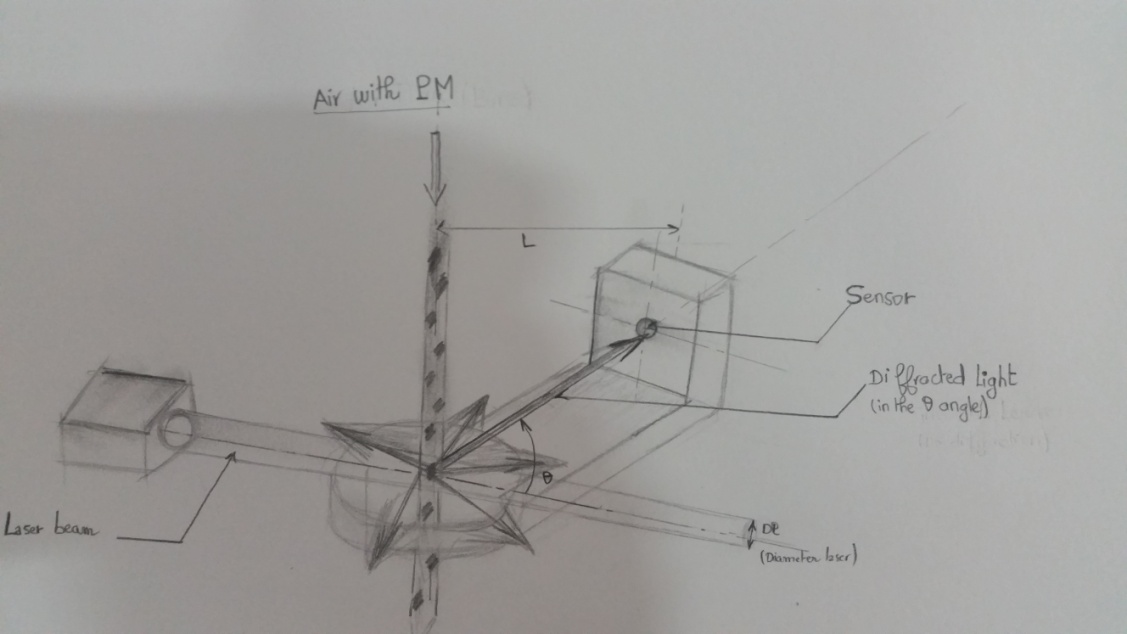 Air with PM
L
Sensor
Diffracted Light
(in the θ angle)
θ
Laser beam
Dl
(Diameter laser)